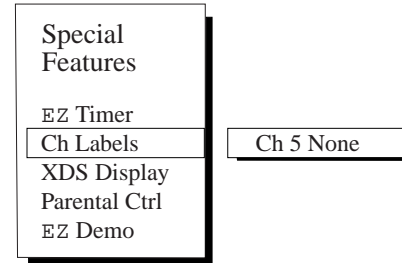 Special
Features
EZ Timer
Ch Labels
Ch 5 None
XDS Display
Parental Ctrl
EZ Demo